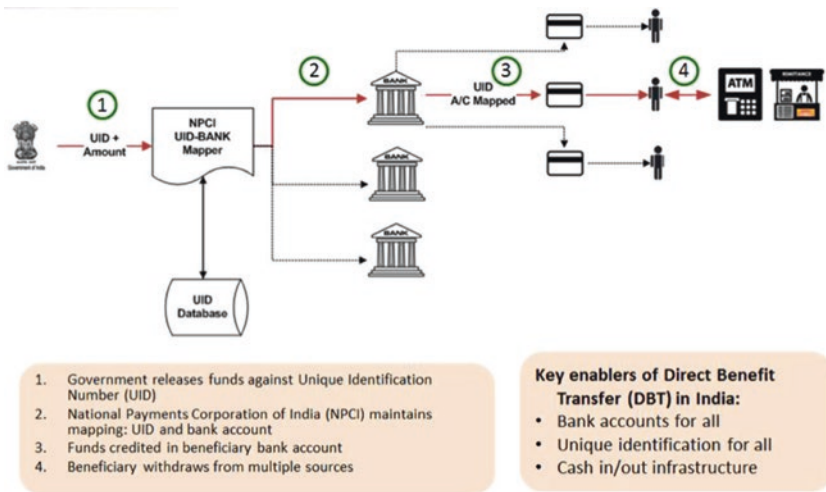 1
UID +
Amount
Government of India
NPCI
UID-BANK
Mapper
UID
Database
2
BANK
BANK
BANK
3
UID
A/C Mapped
4
ATM
REMITTANCE
1. Government releases funds against Unique Identification
Number (UID)
2. National Payments Corporation of India (NPCI) maintains
mapping: UID and bank account
3. Funds credited in beneficiary bank account
4. Beneficiary withdraws from multiple sources
Key enablers of Direct Benefit
Transfer (DBT) in India:
• Bank accounts for all
• Unique identification for all
• Cash in/out infrastructure